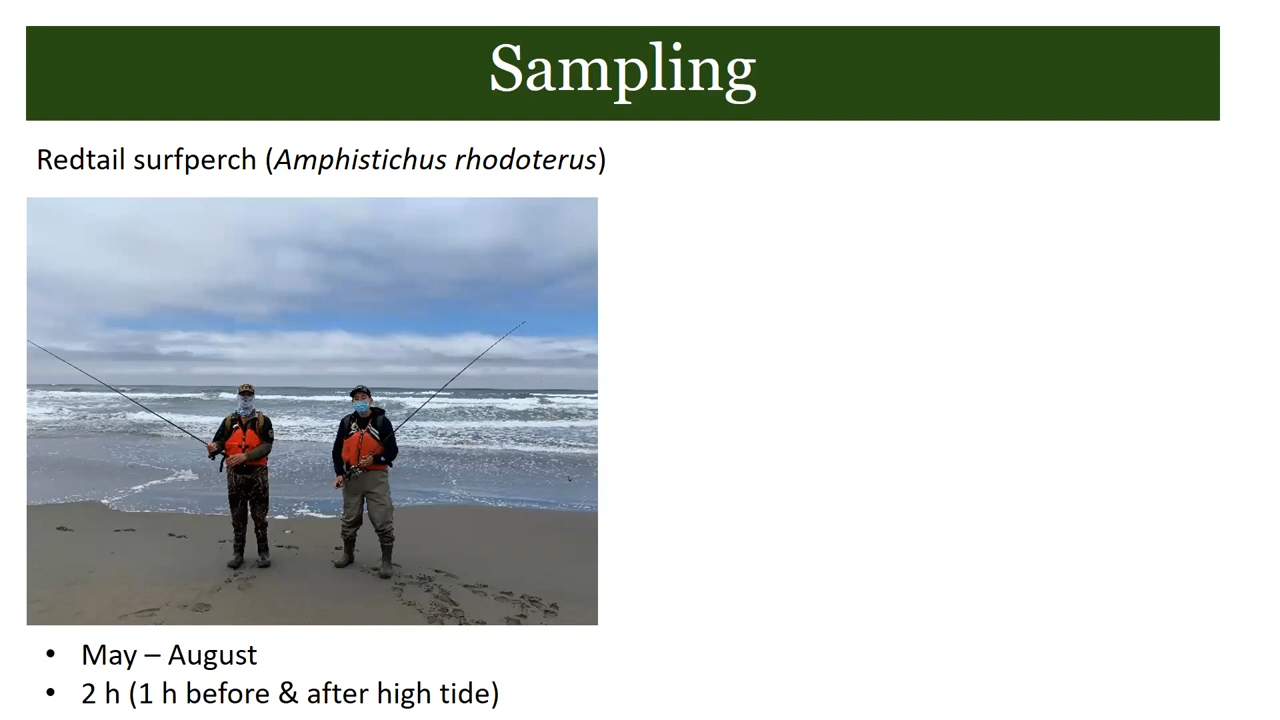 Sampling
Redtail surfperch (Amphistichus rhodoterus)
• May – August
• 2 h (1 h before & after high tide)